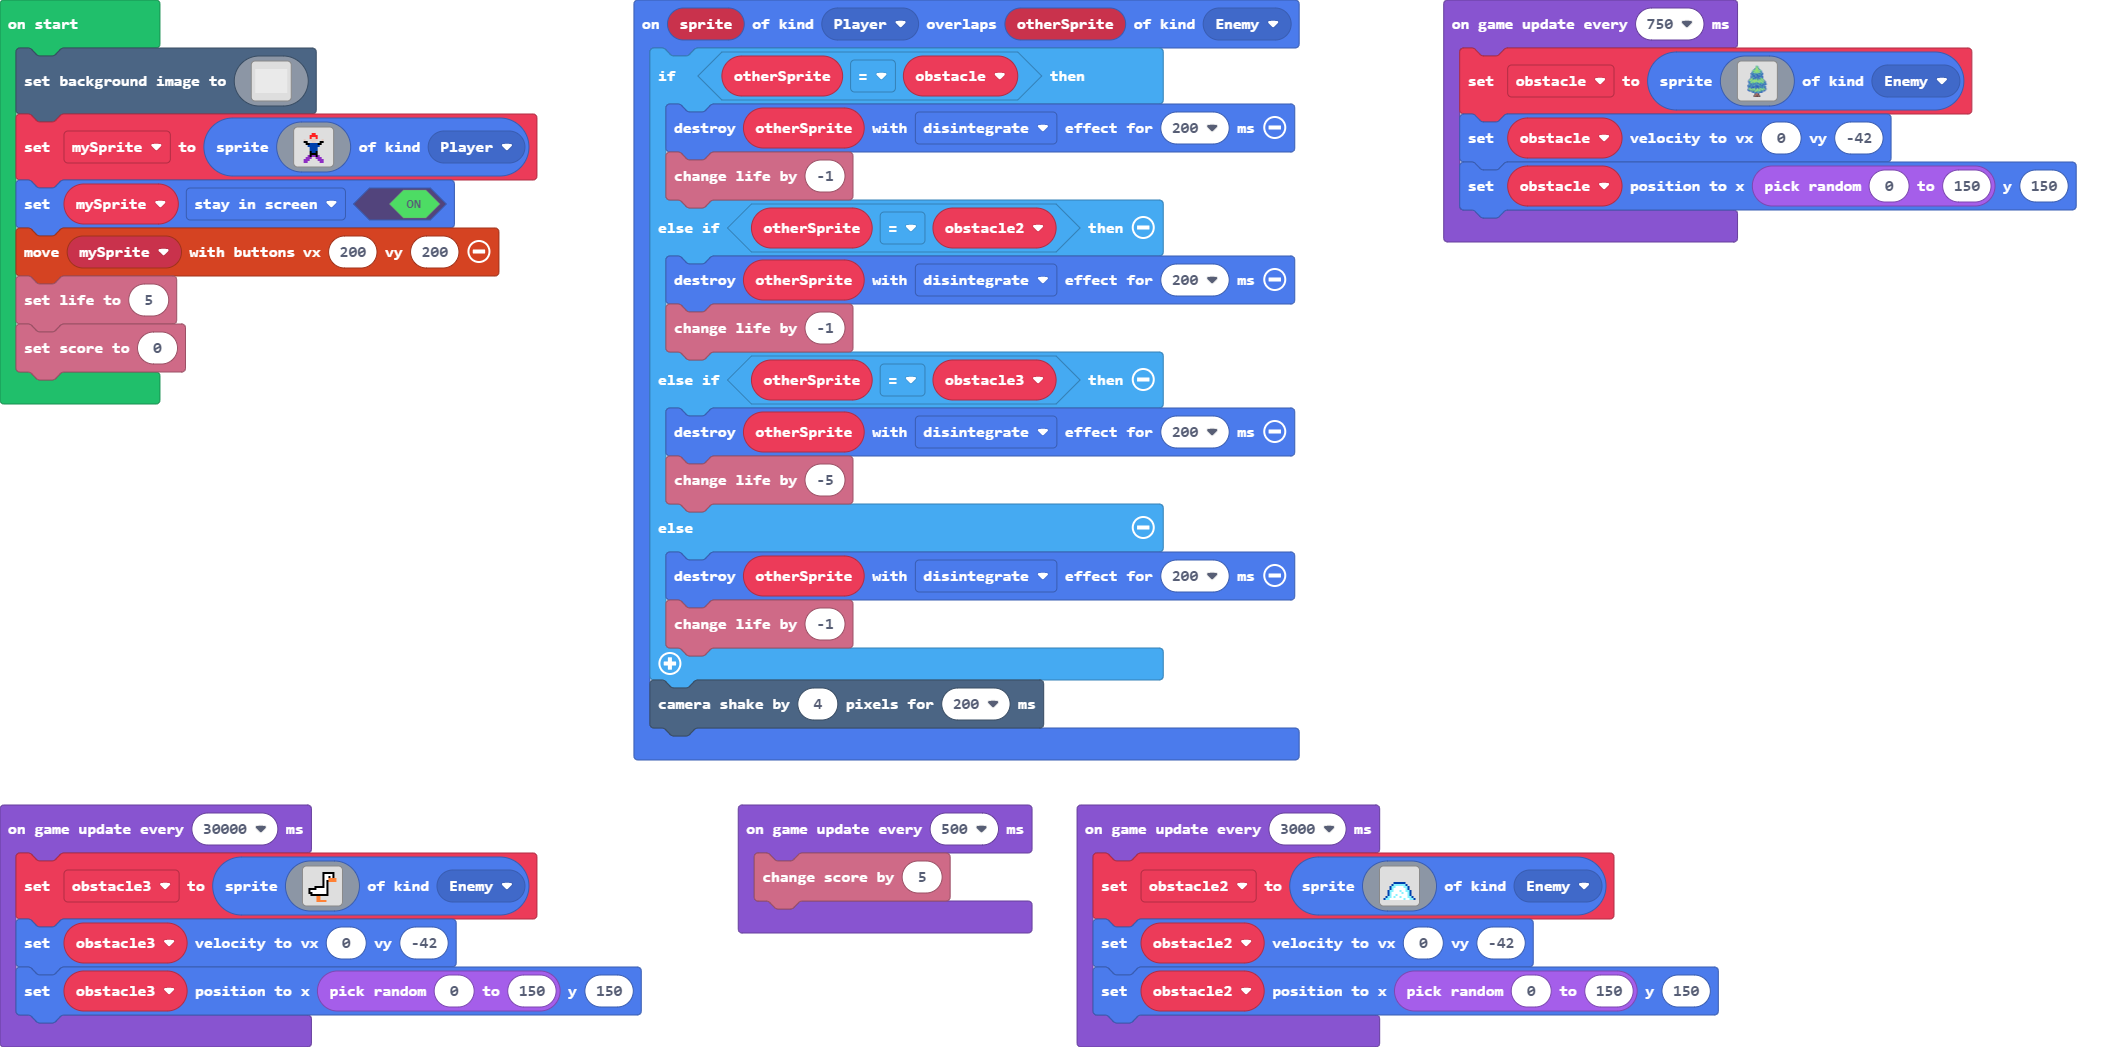 on start
set background image to
set mySprite to sprite of kind Player
set mySprite stay in screen ON
move mySprite with buttons vx 200 vy 200
set life to 5
set score to 0
on sprite of kind Player overlaps otherSprite of kind Enemy
if otherSprite = obstacle then
destroy otherSprite with disintegrate effect for 200 ms
change life by -1
else if otherSprite = obstacle2 then
destroy otherSprite with disintegrate effect for 200 ms
change life by -1
else if otherSprite = obstacle3 then
destroy otherSprite with disintegrate effect for 200 ms
change life by -5
else
destroy otherSprite with disintegrate effect for 200 ms
change life by -1
camera shake by 4 pixels for 200 ms
on game update every 750 ms
set obstacle to sprite of kind Enemy
set obstacle velocity to vx 0 vy -42
set obstacle position to x pick random 0 to 150 y 150
on game update every 30000 ms
set obstacle3 to sprite of kind Enemy
set obstacle3 velocity to vx 0 vy -42
set obstacle3 position to x pick random 0 to 150 y 150
on game update every 500 ms
change score by 5
on game update every 3000 ms
set obstacle2 to sprite of kind Enemy
set obstacle2 velocity to vx 0 vy -42
set obstacle2 position to x pick random 0 to 150 y 150